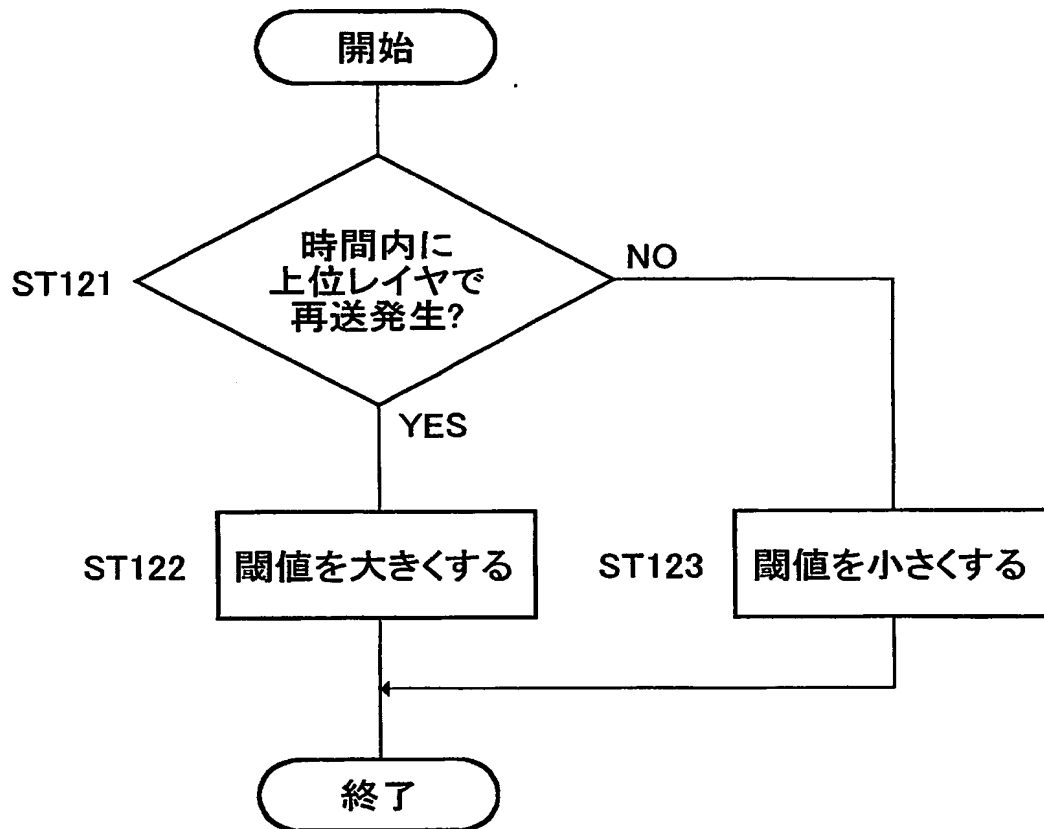 開始
時間内に
上位レイヤで
再送発生?
ST121
NO
YES
ST122
閾値を大きくする
ST123
閾値を小さくする
終了